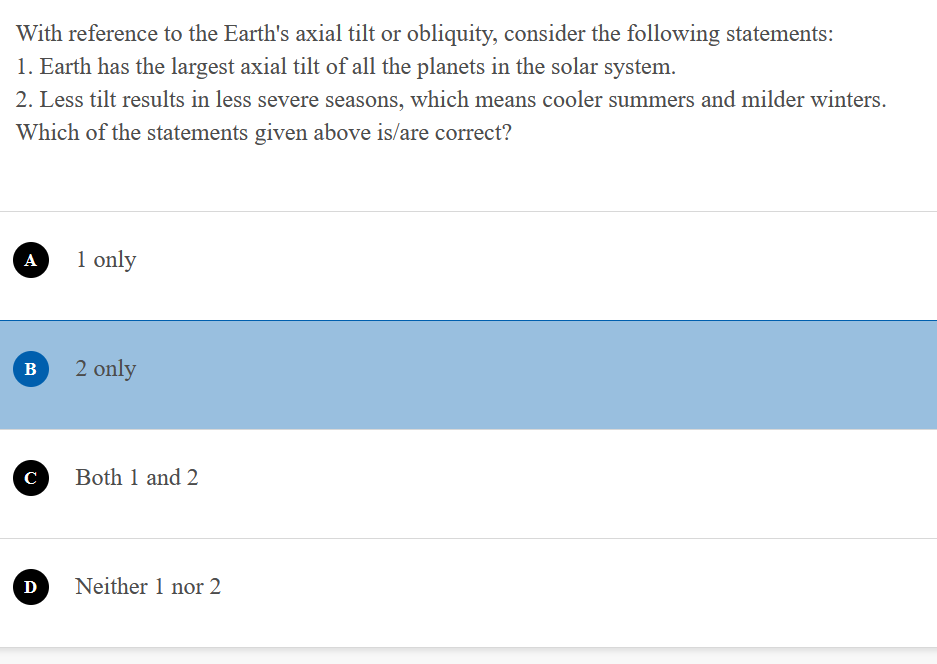 With reference to the Earth's axial tilt or obliquity, consider the following statements:
1. Earth has the largest axial tilt of all the planets in the solar system.
2. Less tilt results in less severe seasons, which means cooler summers and milder winters.
Which of the statements given above is/are correct?
A 1 only
B 2 only
C Both 1 and 2
D Neither 1 nor 2